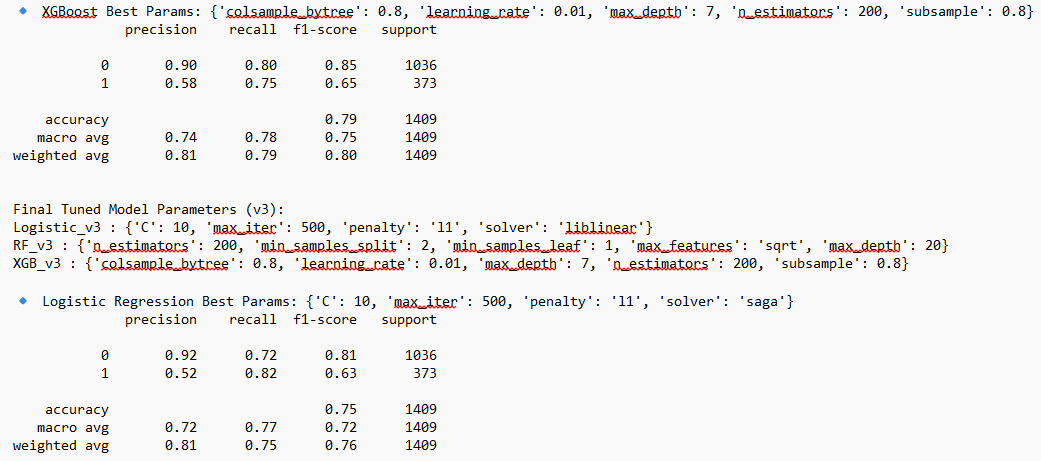 XGBoost Best Params: {'colsample_bytree': 0.8, 'learning_rate': 0.01, 'max_depth': 7, 'n_estimators': 200, 'subsample': 0.8}
precision recall f1-score support
0 0.90 0.80 0.85 1036
1 0.58 0.75 0.65 373
accuracy 0.79 1409
macro avg 0.74 0.78 0.75 1409
weighted avg 0.81 0.79 0.80 1409
Final Tuned Model Parameters (v3):
Logistic_v3 : {'C': 10, 'max_iter': 500, 'penalty': 'l1', 'solver': 'liblinear'}
RF_v3 : {'n_estimators': 200, 'min_samples_split': 2, 'min_samples_leaf': 1, 'max_features': 'sqrt', 'max_depth': 20}
XGB_v3 : {'colsample_bytree': 0.8, 'learning_rate': 0.01, 'max_depth': 7, 'n_estimators': 200, 'subsample': 0.8}
Logistic Regression Best Params: {'C': 10, 'max_iter': 500, 'penalty': 'l1', 'solver': 'saga'}
precision recall f1-score support
0 0.92 0.72 0.81 1036
1 0.52 0.82 0.63 373
accuracy 0.75 1409
macro avg 0.72 0.77 0.72 1409
weighted avg 0.81 0.75 0.76 1409